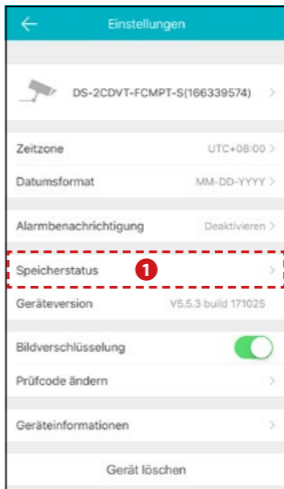 Einstellungen
DS-2CDVT-FCMPT-S(166339574) >
Zeitzone UTC+08:00 >
Datumsformat MM-DD-YYYY >
Alarmbenachrichtigung Deaktivieren >
Speicherstatus 1 >
Geräteversion V5.5.3 build 171025
Bildverschlüsselung
Prüfcode ändern >
Geräteinformationen >
Gerät löschen